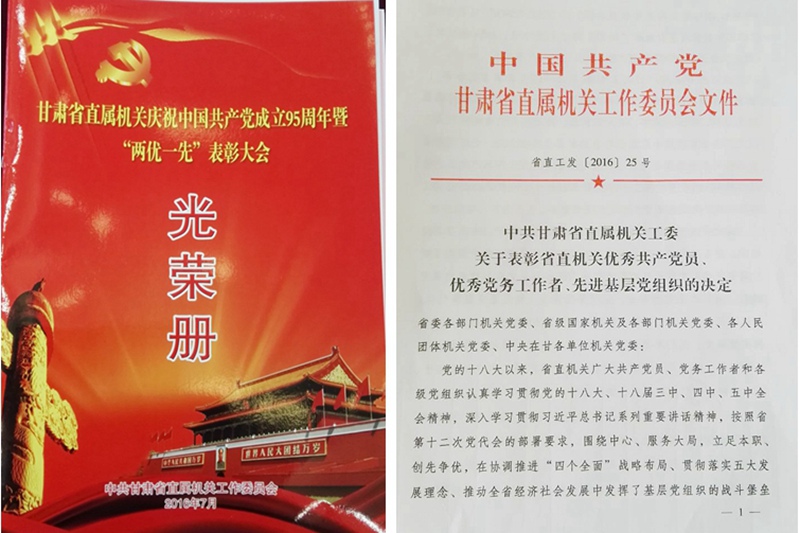 甘肃省直属机关庆祝中国共产党成立95周年暨
“两优一先”表彰大会
光
荣
册
世界人民大团结万岁
中共甘肃省直属机关工作委员会
2016年7月
中国共产党
甘肃省直属机关工作委员会文件
省直工发〔2016〕25号
中共甘肃省直属机关工委
关于表彰省直机关优秀共产党员、
优秀党务工作者、先进基层党组织的决定
省委各部门机关党委、省级国家机关及各部门机关党委、各人民
团体机关党委、中央在甘各单位机关党委：
党的十八大以来，省直机关广大共产党员、党务工作者和各
级党组织认真学习贯彻党的十八大、十八届三中、四中、五中全
会精神，深入学习贯彻习近平总书记系列重要讲话精神，按照省
第十二次党代会的部署要求，围绕中心、服务大局，立足本职、
创先争优，在协调推进“四个全面”战略布局、贯彻落实五大发
展理念、推动全省经济社会发展中发挥了基层党组织的战斗堡垒
— 1 —